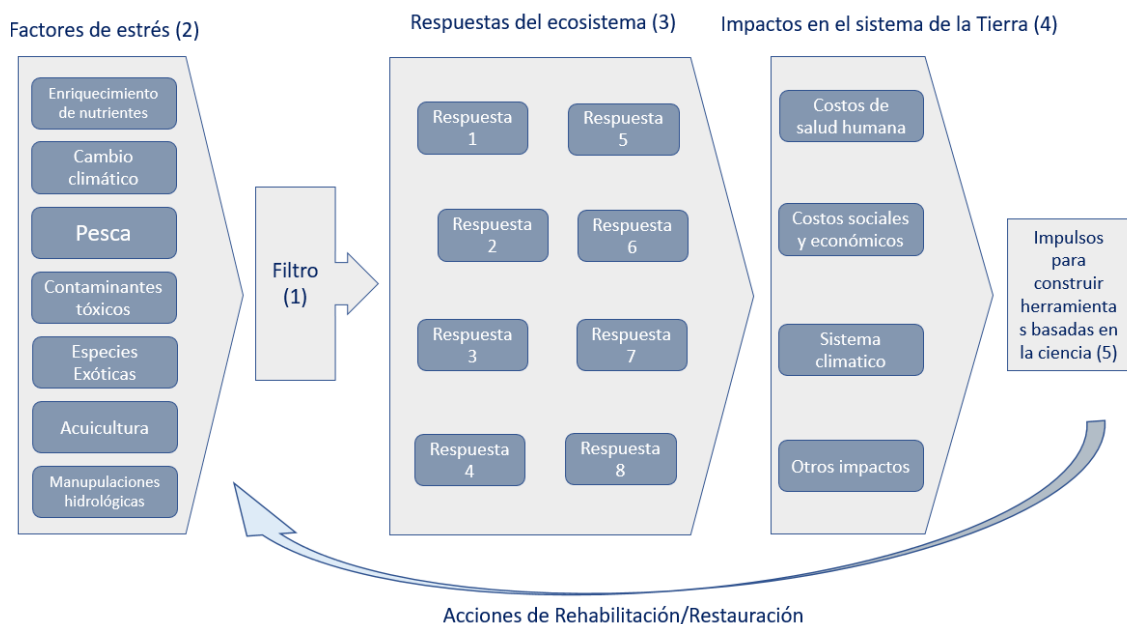 Factores de estrés (2)
Enriquecimiento
de nutrientes
Cambio
climático
Pesca
Contaminantes
tóxicos
Especies
Exóticas
Acuicultura
Manupulaciones
hidrológicas
Filtro
(1)
Respuestas del ecosistema (3)
Respuesta
1
Respuesta
5
Respuesta
2
Respuesta
6
Respuesta
3
Respuesta
7
Respuesta
4
Respuesta
8
Impactos en el sistema de la Tierra (4)
Costos de
salud humana
Costos sociales
y económicos
Sistema
climatico
Otros impactos
Impulsos
para
construir
herramienta
s basadas en
la ciencia (5)
Acciones de Rehabilitación/Restauración